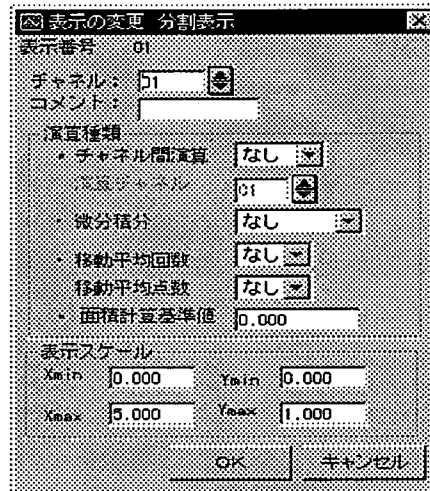 表示の変更 分割表示
表示番号 01
チャネル： 01
コメント：
演算種類
・チャネル間演算 なし
演算チャネル 01
・微分積分 なし
・移動平均回数 なし
移動平均点数 なし
・面積計算基準値 0.000
表示スケール
Xmin 0.000 Ymin 0.000
Xmax 5.000 Ymax 1.000
OK キャンセル